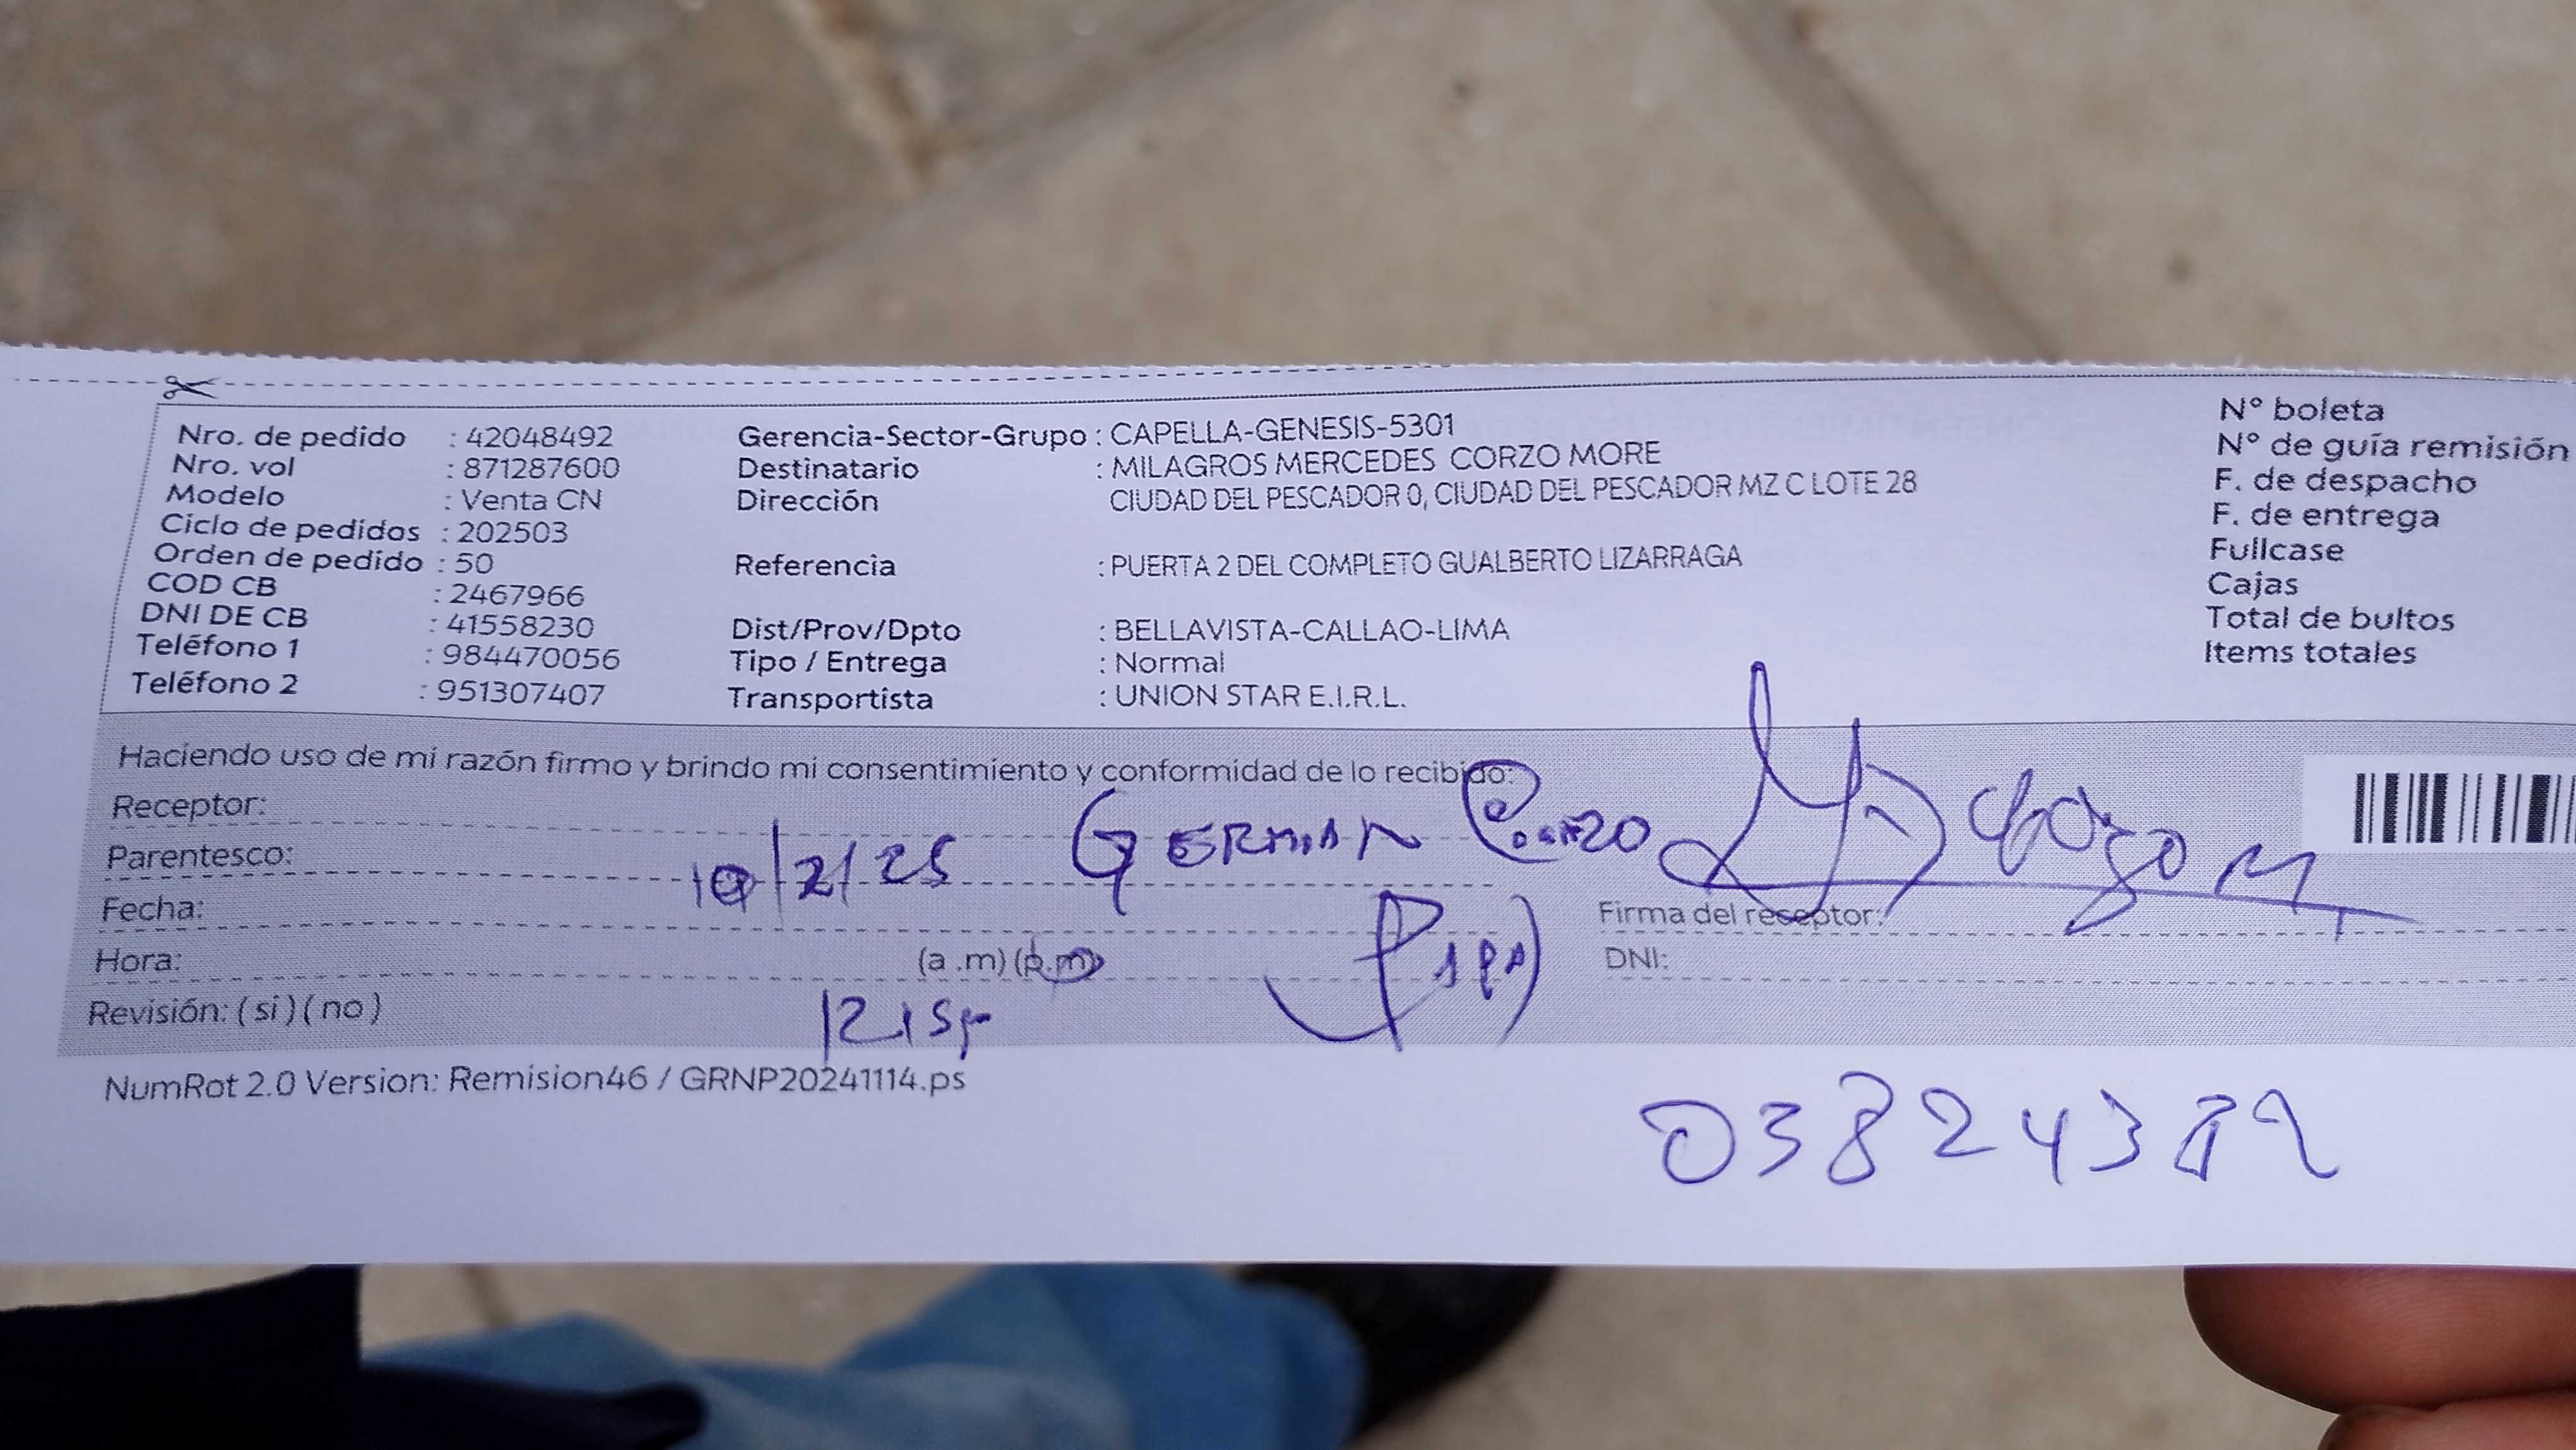 Nro. de pedido : 42048492
Nro. vol : 871287600
Modelo : Venta CN
Ciclo de pedidos : 202503
Orden de pedido : 50
COD CB : 2467966
DNI DE CB : 41558230
Teléfono 1 : 984470056
Teléfono 2 : 951307407
Gerencia-Sector-Grupo : CAPELLA-GENESIS-5301
Destinatario : MILAGROS MERCEDES CORZO MORE
Dirección CIUDAD DEL PESCADOR 0, CIUDAD DEL PESCADOR MZ C LOTE 28
Referencia : PUERTA 2 DEL COMPLETO GUALBERTO LIZARRAGA
Dist/Prov/Dpto : BELLAVISTA-CALLAO-LIMA
Tipo / Entrega : Normal
Transportista : UNION STAR E.I.R.L.
N° boleta
N° de guía remisión
F. de despacho
F. de entrega
Fullcase
Cajas
Total de bultos
Items totales
Haciendo uso de mi razón firmo y brindo mi consentimiento y conformidad de lo recibido:
Receptor: GERMAN Corzo
Parentesco:
10/2/25
Fecha:
Firma del receptor:
Hora: (a .m) (p.m)
(PAPA)
DNI:
Revisión: ( si ) ( no )
NumRot 2.0 Version: Remision46 / GRNP20241114.ps